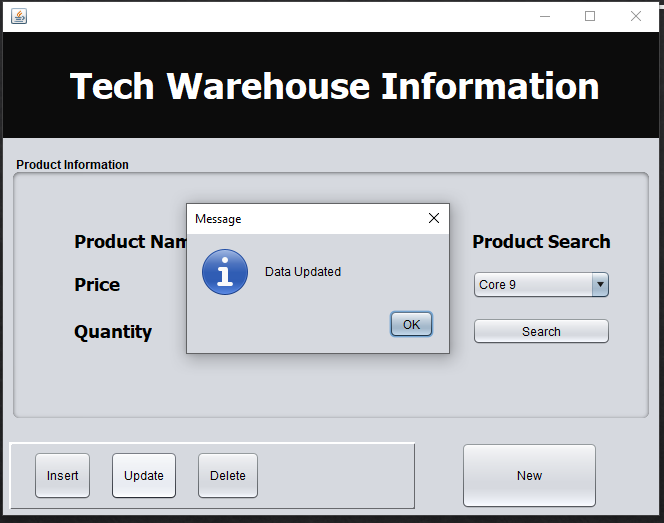 Tech Warehouse Information
Product Information
Message
Data Updated
OK
Product Nam
Price
Quantity
Product Search
Core 9
Search
Insert
Update
Delete
New